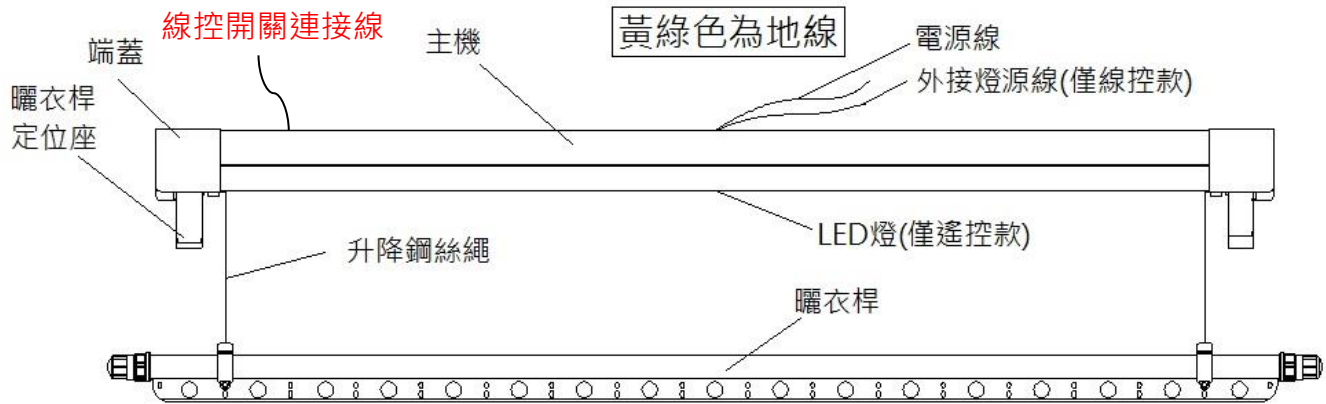 線控開關連接線
黃綠色為地線
端蓋
主機
電源線
外接燈源線(僅線控款)
曬衣桿
定位座
LED燈(僅遙控款)
升降鋼絲繩
曬衣桿